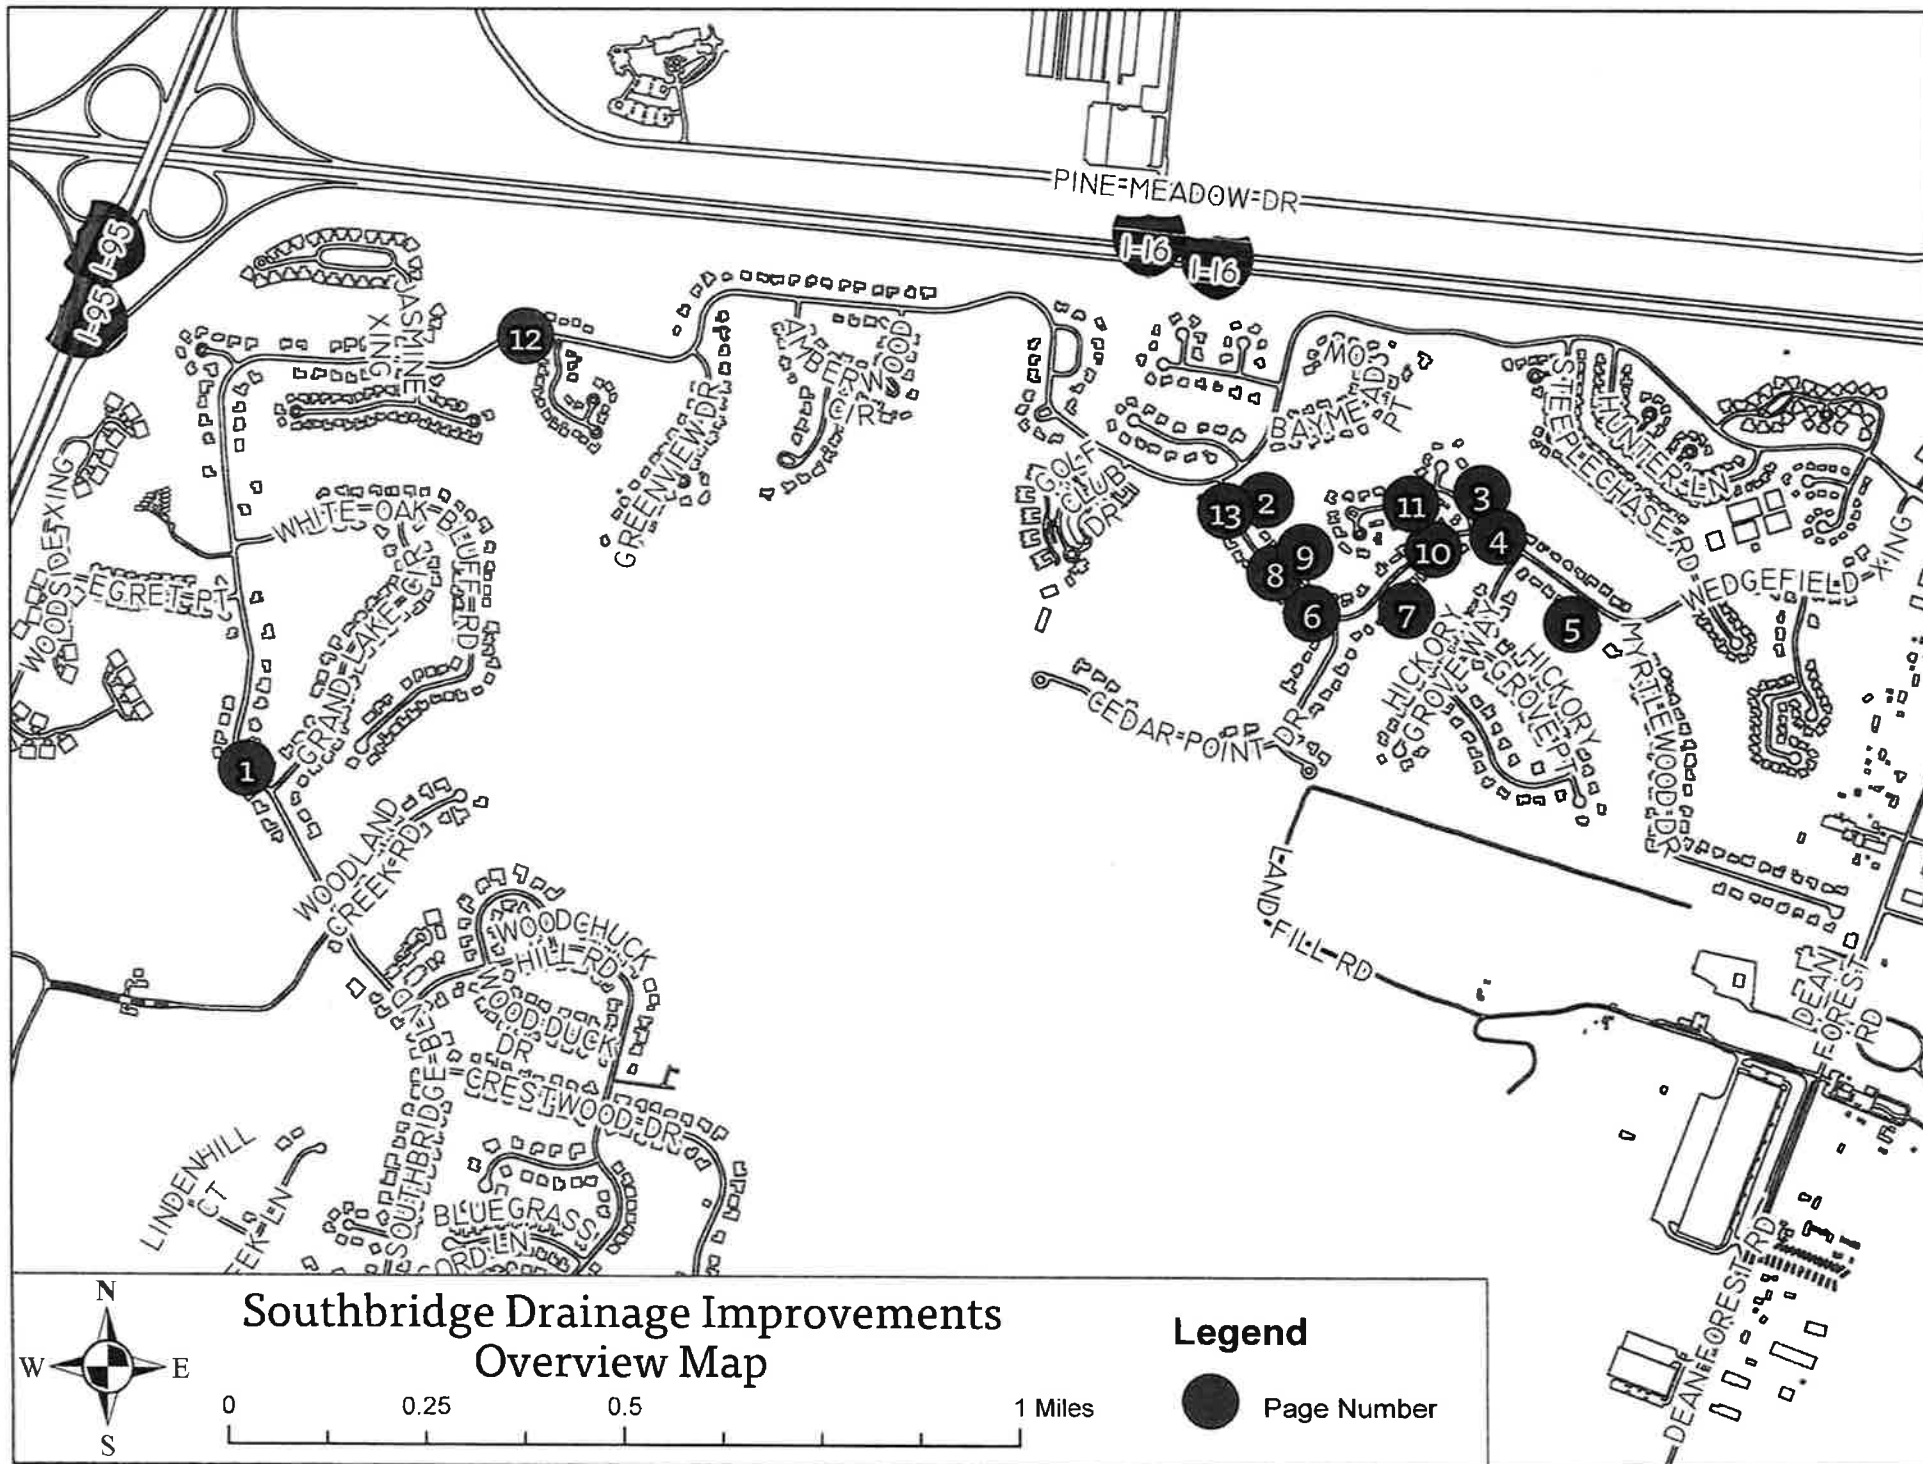 PINE-MEADOW-DR
I-16
I-16
I-95
I-95
JASMINE
XING
12
AMBERWOOD
CIR
GREENVIEW DR
BAYMEADS
MO
PT
STEEPLECHASE-RD
HUNTER-LN
WOODSIDE-XING
WHITE-OAK-BLUFF-RD
GRAND-LAKE-CIR
EGRET-PT
GOLF
CLUB
DR
13
2
11
3
4
10
9
8
6
7
5
WEDGEFIELD-XING
HICKORY
GROVE-WAY
HICKORY
GROVE-PT
MYRTLEWOOD-DR
CEDAR-POINT
DR
1
WOODLAND
CREEK-RD
LAND-FILL-RD
WOODCHUCK
HILL-RD
WOOD DUCK
DR
CRESTWOOD-DR
SOUTHBRIDGE-BLVD
DEAN
FOREST
RD
LINDENHILL
CT
EEK-LN
BLUEGRASS
LN
ORD
DEAN FOREST RD
N
W
E
S
Southbridge Drainage Improvements
Overview Map
0 0.25 0.5 1 Miles
Legend
Page Number